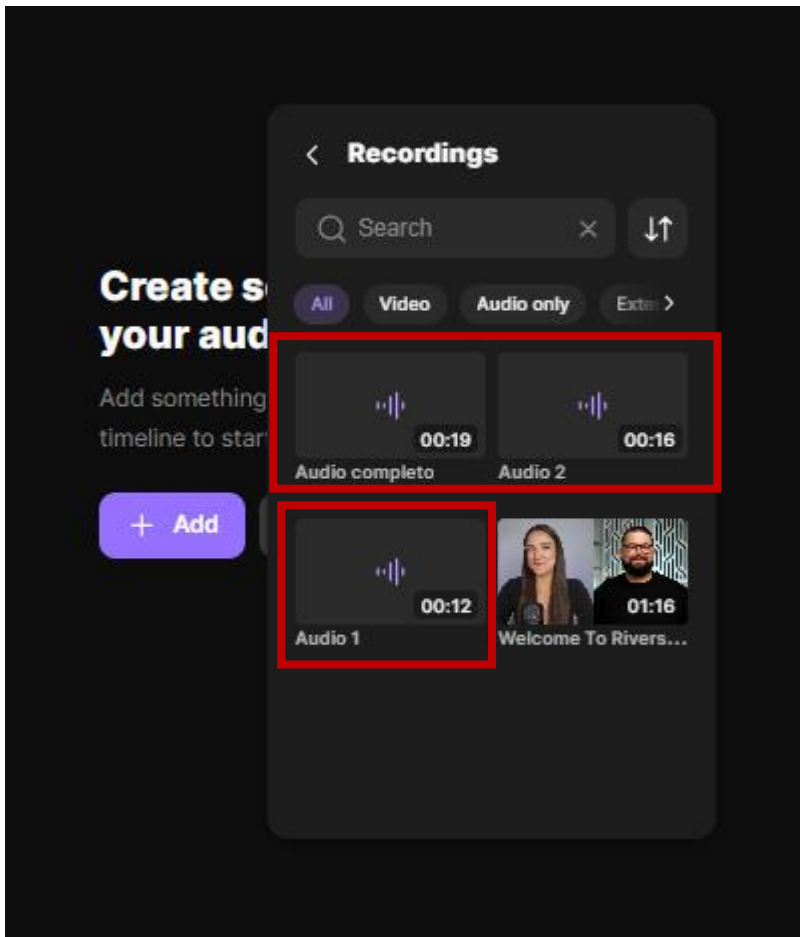 Recordings
Search
All Video Audio only Exte
Create s
your aud
Add something
timeline to star
+ Add
00:19 00:16
Audio completo Audio 2
00:12 01:16
Audio 1 Welcome To Rivers...